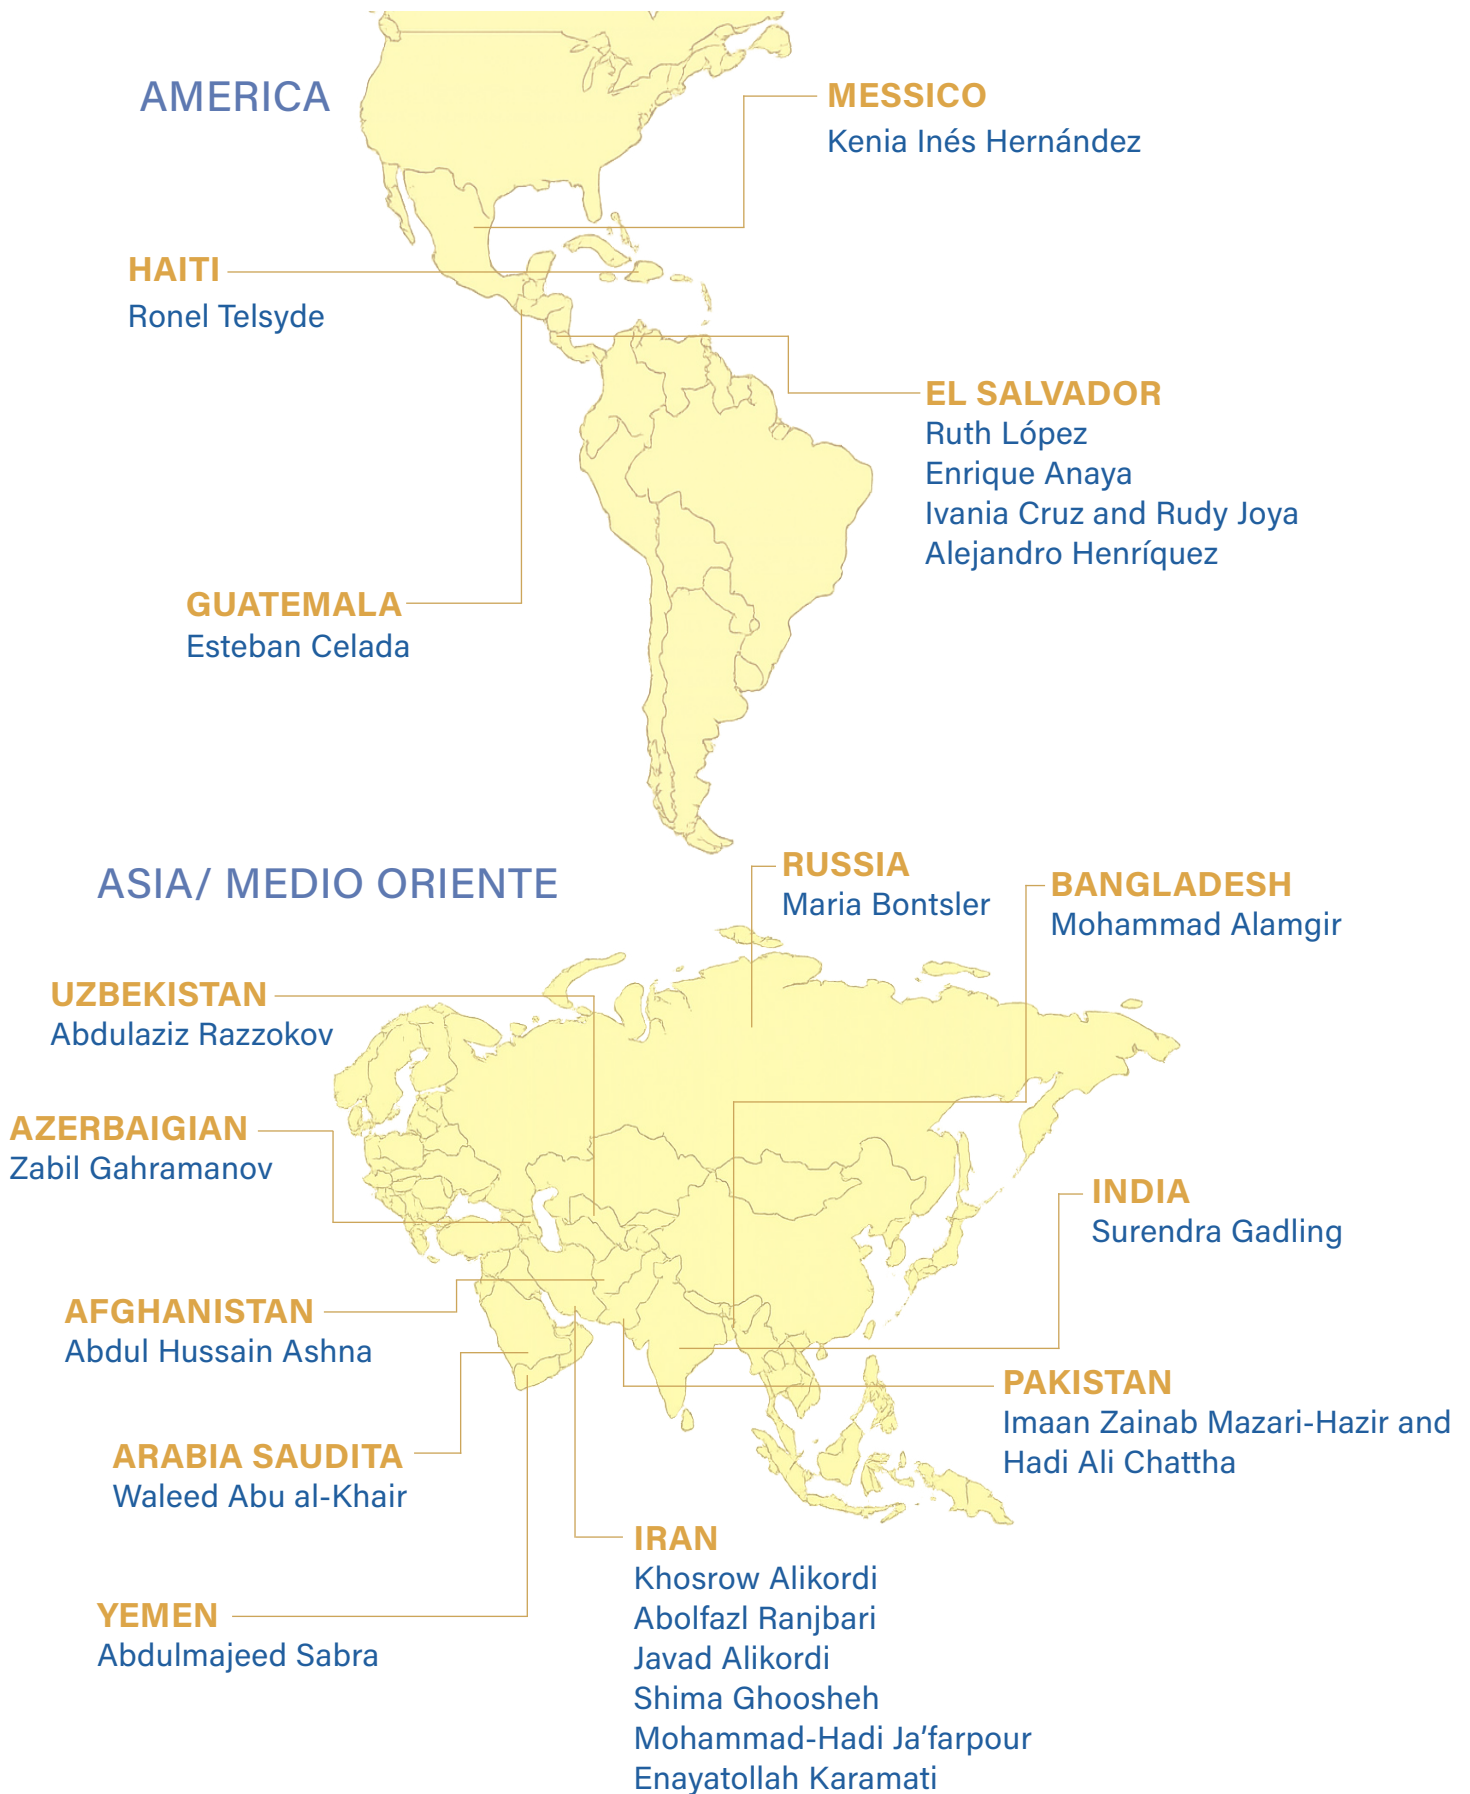 AMERICA
MESSICO
Kenia Inés Hernández
HAITI
Ronel Telsyde
EL SALVADOR
Ruth López
Enrique Anaya
Ivania Cruz and Rudy Joya
Alejandro Henríquez
GUATEMALA
Esteban Celada
ASIA/ MEDIO ORIENTE
RUSSIA
Maria Bontsler
BANGLADESH
Mohammad Alamgir
UZBEKISTAN
Abdulaziz Razzokov
AZERBAIGIAN
Zabil Gahramanov
INDIA
Surendra Gadling
AFGHANISTAN
Abdul Hussain Ashna
PAKISTAN
Imaan Zainab Mazari-Hazir and
Hadi Ali Chattha
ARABIA SAUDITA
Waleed Abu al-Khair
IRAN
Khosrow Alikordi
Abolfazl Ranjbari
Javad Alikordi
Shima Ghoosheh
Mohammad-Hadi Ja’farpour
Enayatollah Karamati
YEMEN
Abdulmajeed Sabra